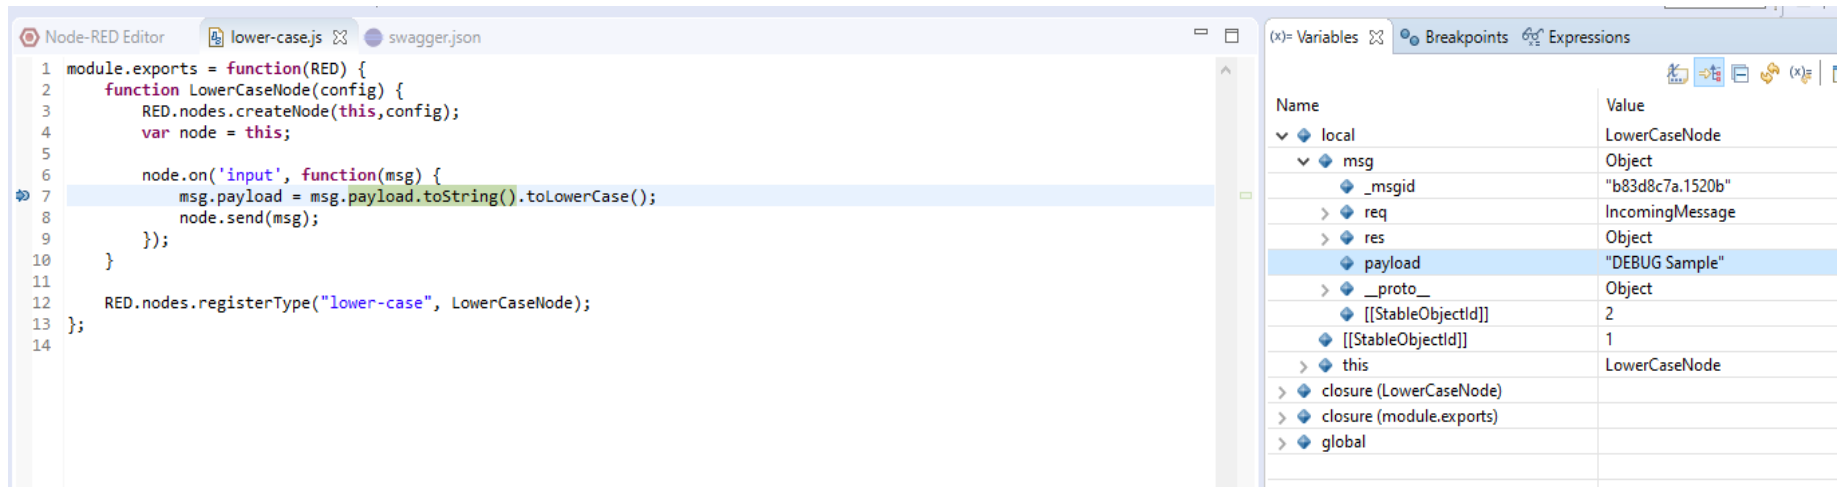 Node-RED Editor lower-case.js swagger.json
1 module.exports = function(RED) {
2 function LowerCaseNode(config) {
3 RED.nodes.createNode(this,config);
4 var node = this;
5
6 node.on('input', function(msg) {
7 msg.payload = msg.payload.toString().toLowerCase();
8 node.send(msg);
9 });
10 }
11
12 RED.nodes.registerType("lower-case", LowerCaseNode);
13 };
14
(x)= Variables Breakpoints Expressions
Name Value
local LowerCaseNode
msg Object
_msgid "b83d8c7a.1520b"
req IncomingMessage
res Object
payload "DEBUG Sample"
__proto__ Object
[[StableObjectId]] 2
[[StableObjectId]] 1
this LowerCaseNode
closure (LowerCaseNode)
closure (module.exports)
global